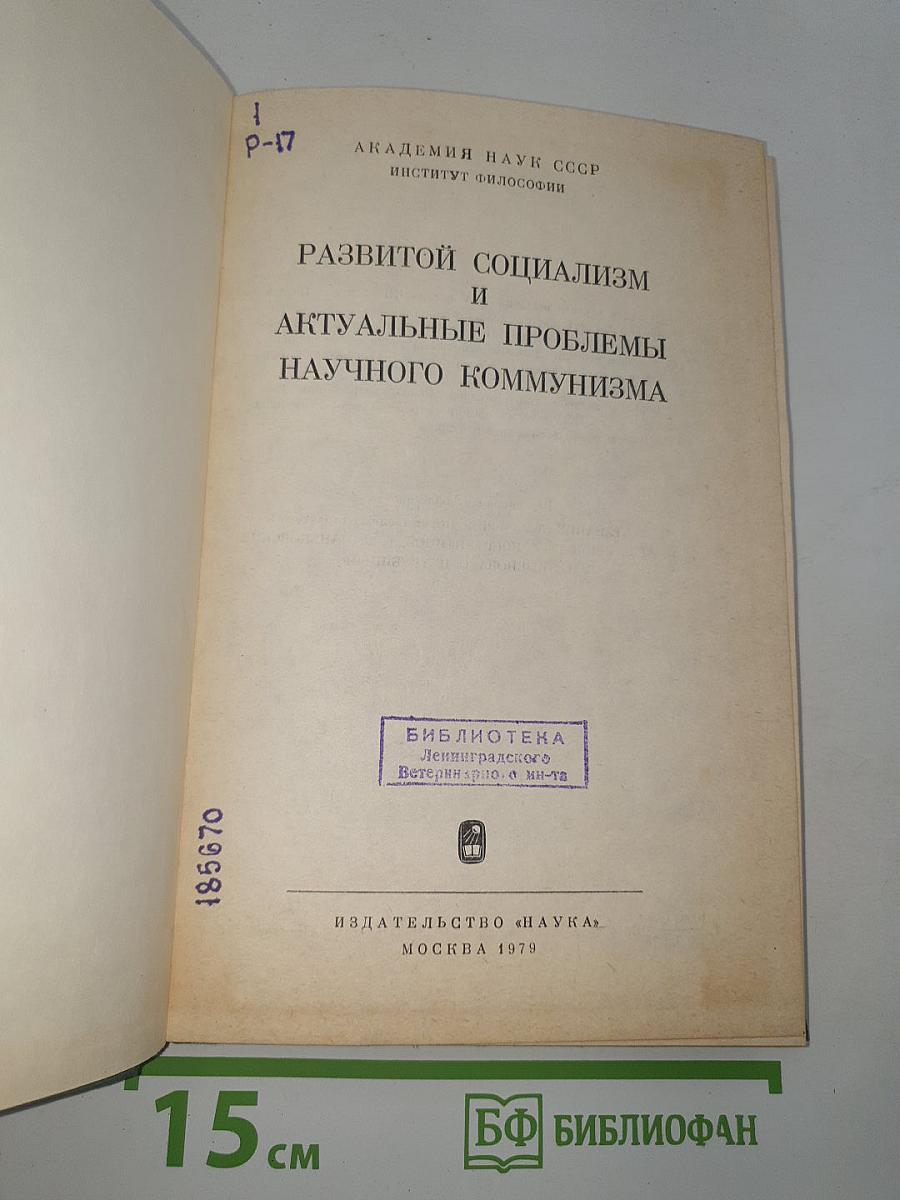 1
Р-17
АКАДЕМИЯ НАУК СССР
ИНСТИТУТ ФИЛОСОФИИ
РАЗВИТОЙ СОЦИАЛИЗМ
И
АКТУАЛЬНЫЕ ПРОБЛЕМЫ
НАУЧНОГО КОММУНИЗМА
БИБЛИОТЕКА
Ленинградского
Ветеринарного ин-та
185670
ИЗДАТЕЛЬСТВО «НАУКА»
МОСКВА 1979
15 см
БФ БИБЛИОФАН